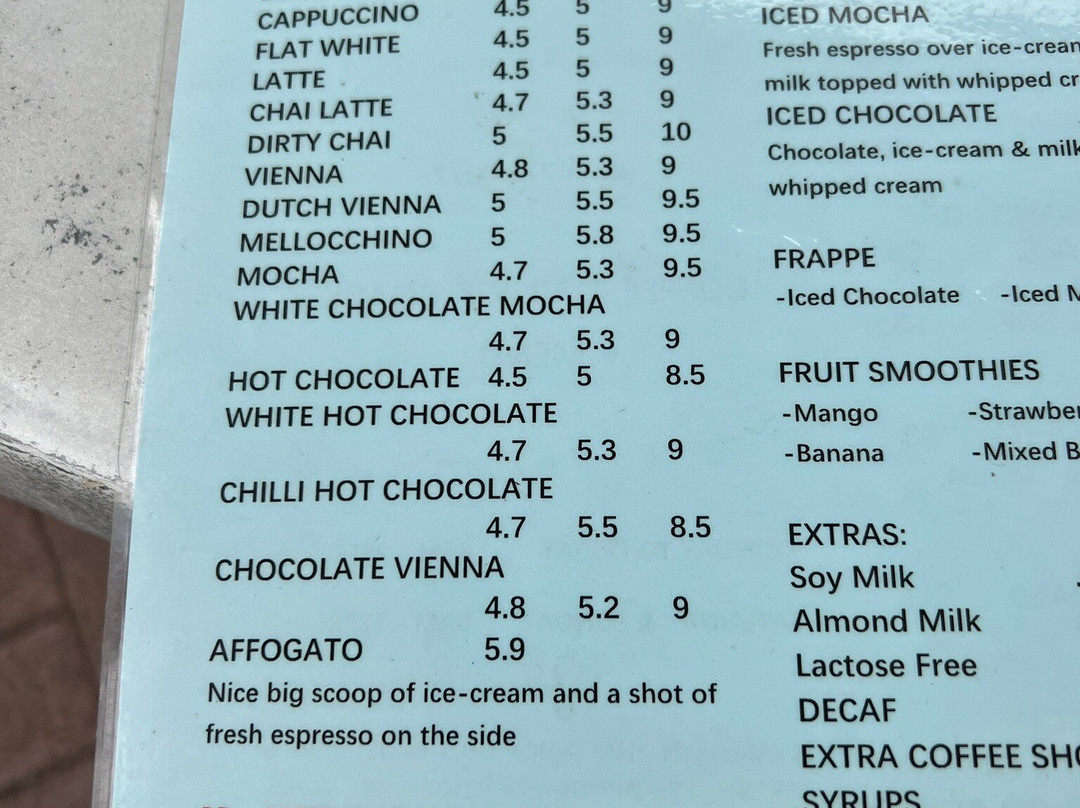 CAPPUCCINO 4.5 5 9
FLAT WHITE 4.5 5 9
LATTE 4.5 5 9
CHAI LATTE 4.7 5.3 9
DIRTY CHAI 5 5.5 10
VIENNA 4.8 5.3 9
DUTCH VIENNA 5 5.5 9.5
MELLOCCHINO 5 5.8 9.5
MOCHA 4.7 5.3 9.5
WHITE CHOCOLATE MOCHA
4.7 5.3 9
HOT CHOCOLATE 4.5 5 8.5
WHITE HOT CHOCOLATE
4.7 5.3 9
CHILLI HOT CHOCOLATE
4.7 5.5 8.5
CHOCOLATE VIENNA
4.8 5.2 9
AFFOGATO 5.9
Nice big scoop of ice-cream and a shot of
fresh espresso on the side
ICED MOCHA
Fresh espresso over ice-cream
milk topped with whipped cr
ICED CHOCOLATE
Chocolate, ice-cream & milk
whipped cream
FRAPPE
-Iced Chocolate -Iced M
FRUIT SMOOTHIES
-Mango -Strawber
-Banana -Mixed B
EXTRAS:
Soy Milk
Almond Milk
Lactose Free
DECAF
EXTRA COFFEE SHO
SYRUPS